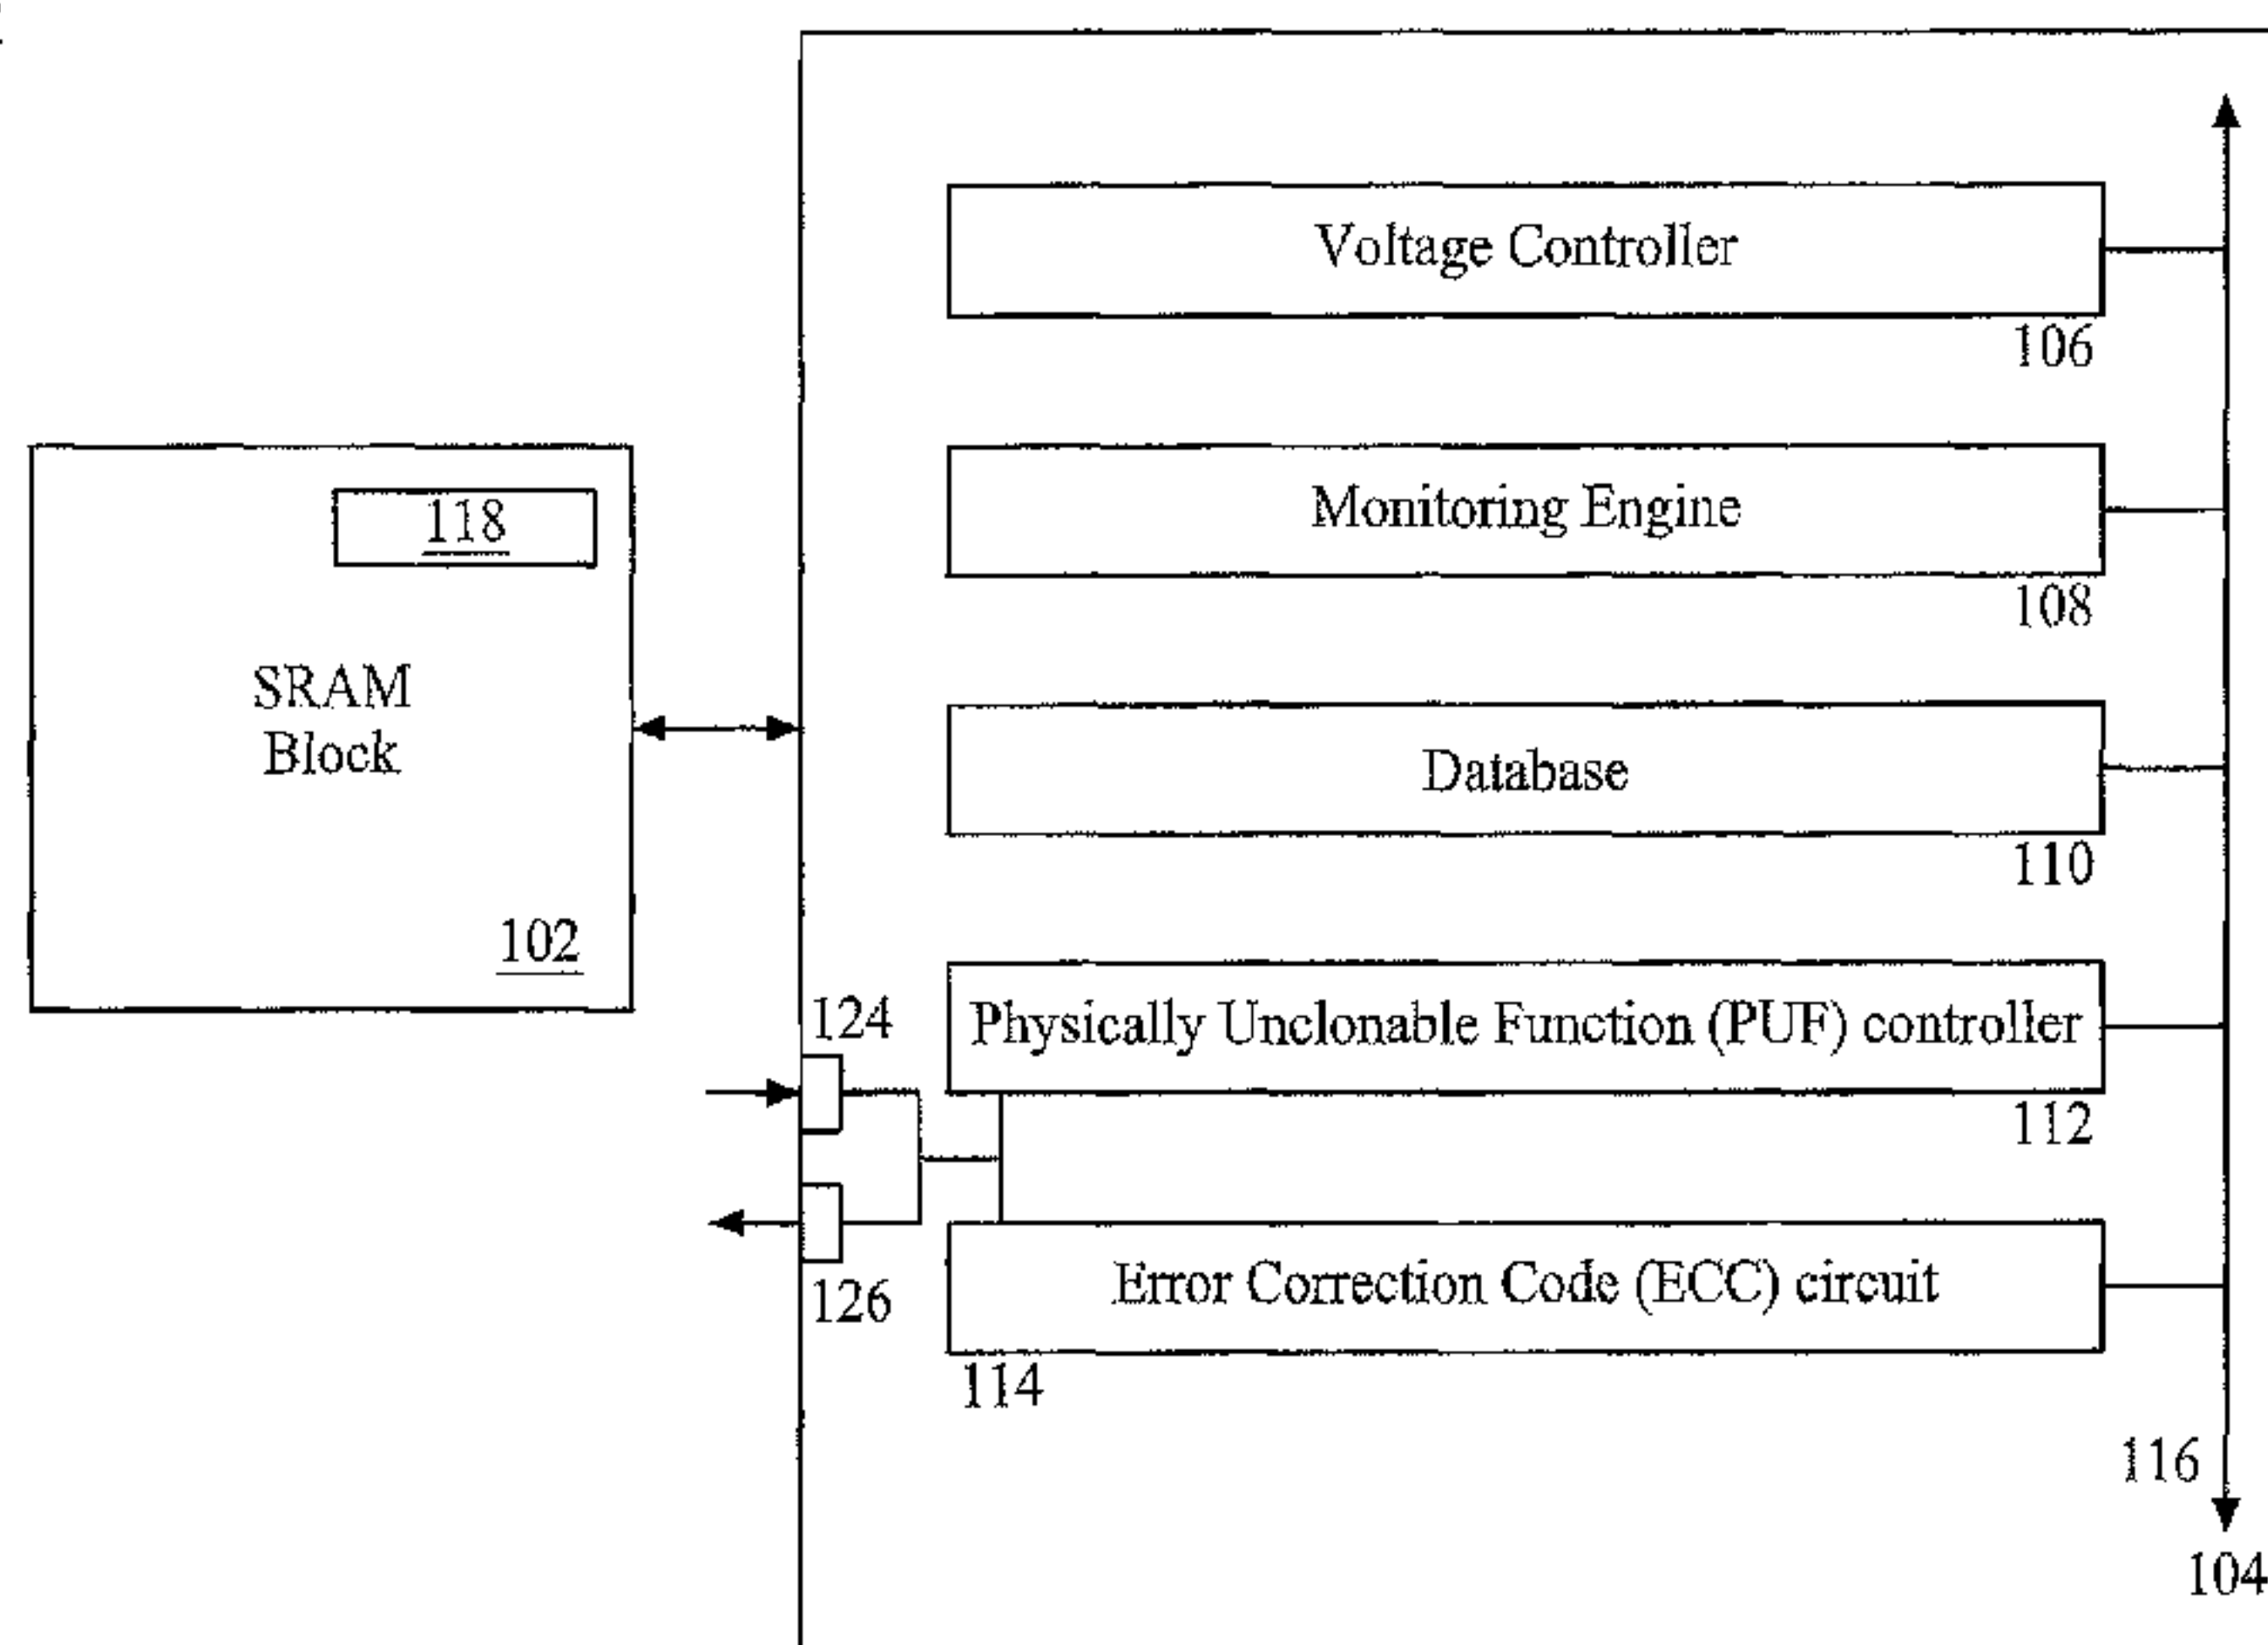 Voltage Controller
106
118
Monitoring Engine
108
SRAM
Block
Database
110
102
124
Physically Unclonable Function (PUF) controller
112
126
Error Correction Code (ECC) circuit
114
116
104